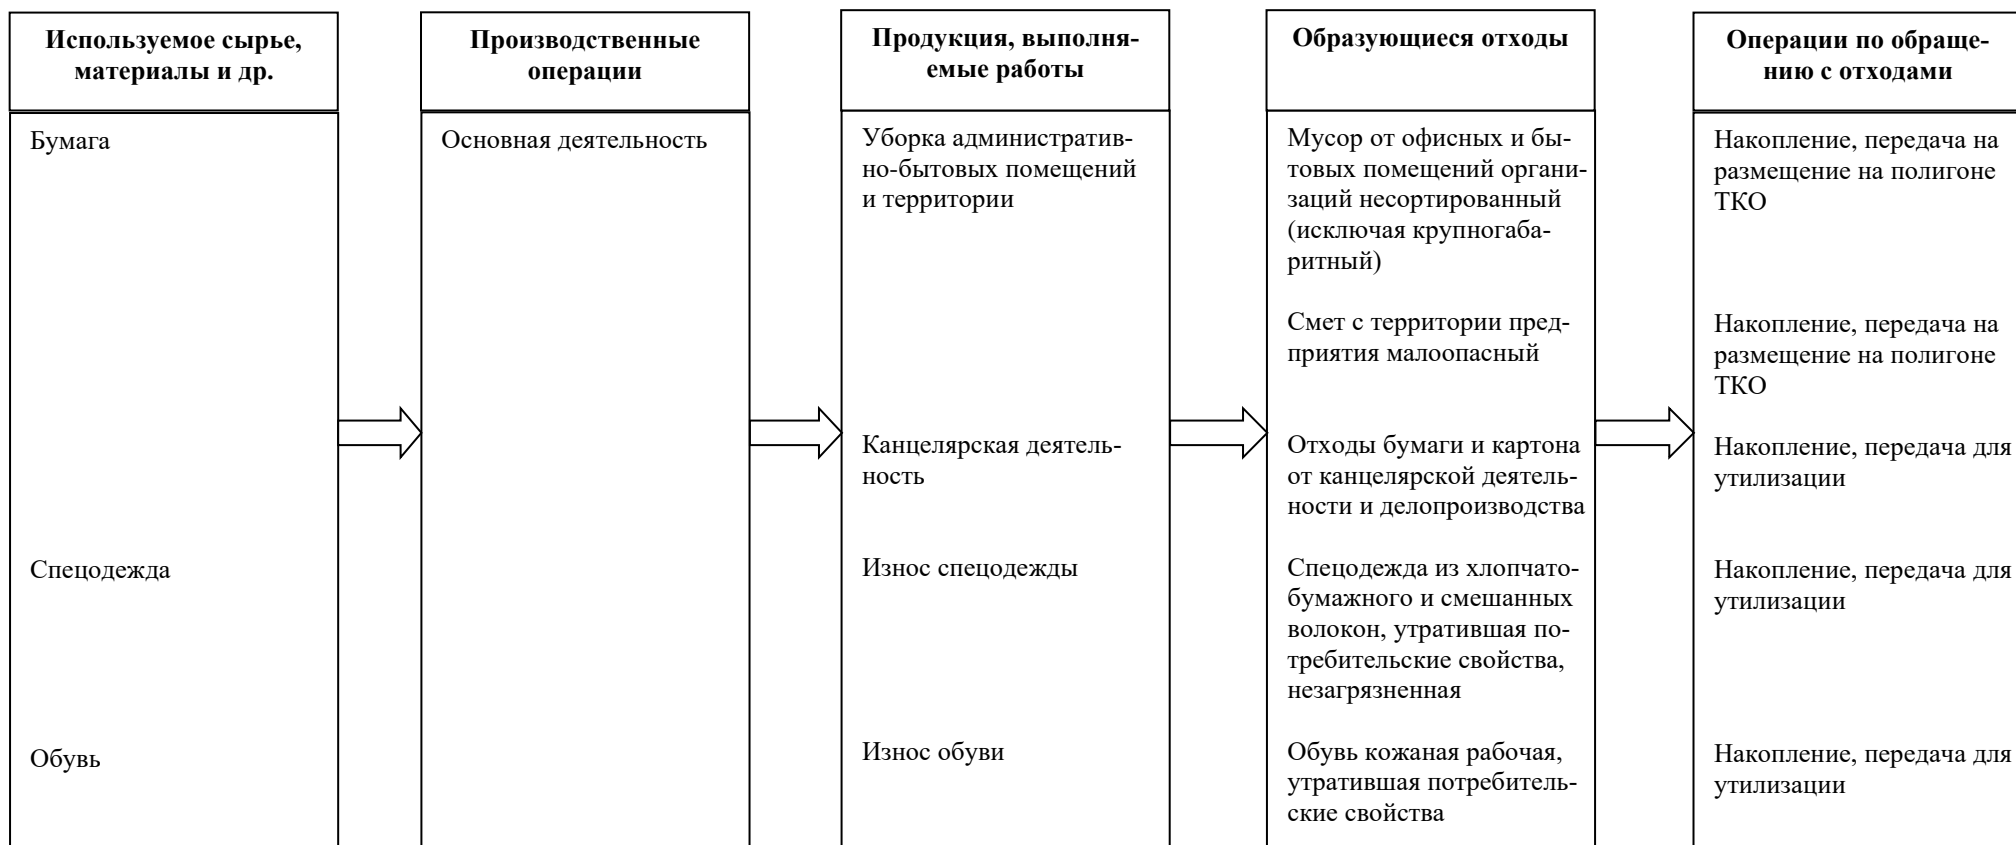 Используемое сырье,
материалы и др.
Производственные
операции
Продукция, выполня-
емые работы
Образующиеся отходы
Операции по обраще-
нию с отходами
Бумага
Спецодежда
Обувь
Основная деятельность
Уборка административ-
но-бытовых помещений
и территории
Канцелярская деятель-
ность
Износ спецодежды
Износ обуви
Мусор от офисных и бы-
товых помещений органи-
заций несортированный
(исключая крупногаба-
ритный)
Смет с территории пред-
приятия малоопасный
Отходы бумаги и картона
от канцелярской деятель-
ности и делопроизводства
Спецодежда из хлопчато-
бумажного и смешанных
волокон, утратившая по-
требительские свойства,
незагрязненная
Обувь кожаная рабочая,
утратившая потребитель-
ские свойства
Накопление, передача на
размещение на полигоне
ТКО
Накопление, передача на
размещение на полигоне
ТКО
Накопление, передача для
утилизации
Накопление, передача для
утилизации
Накопление, передача для
утилизации